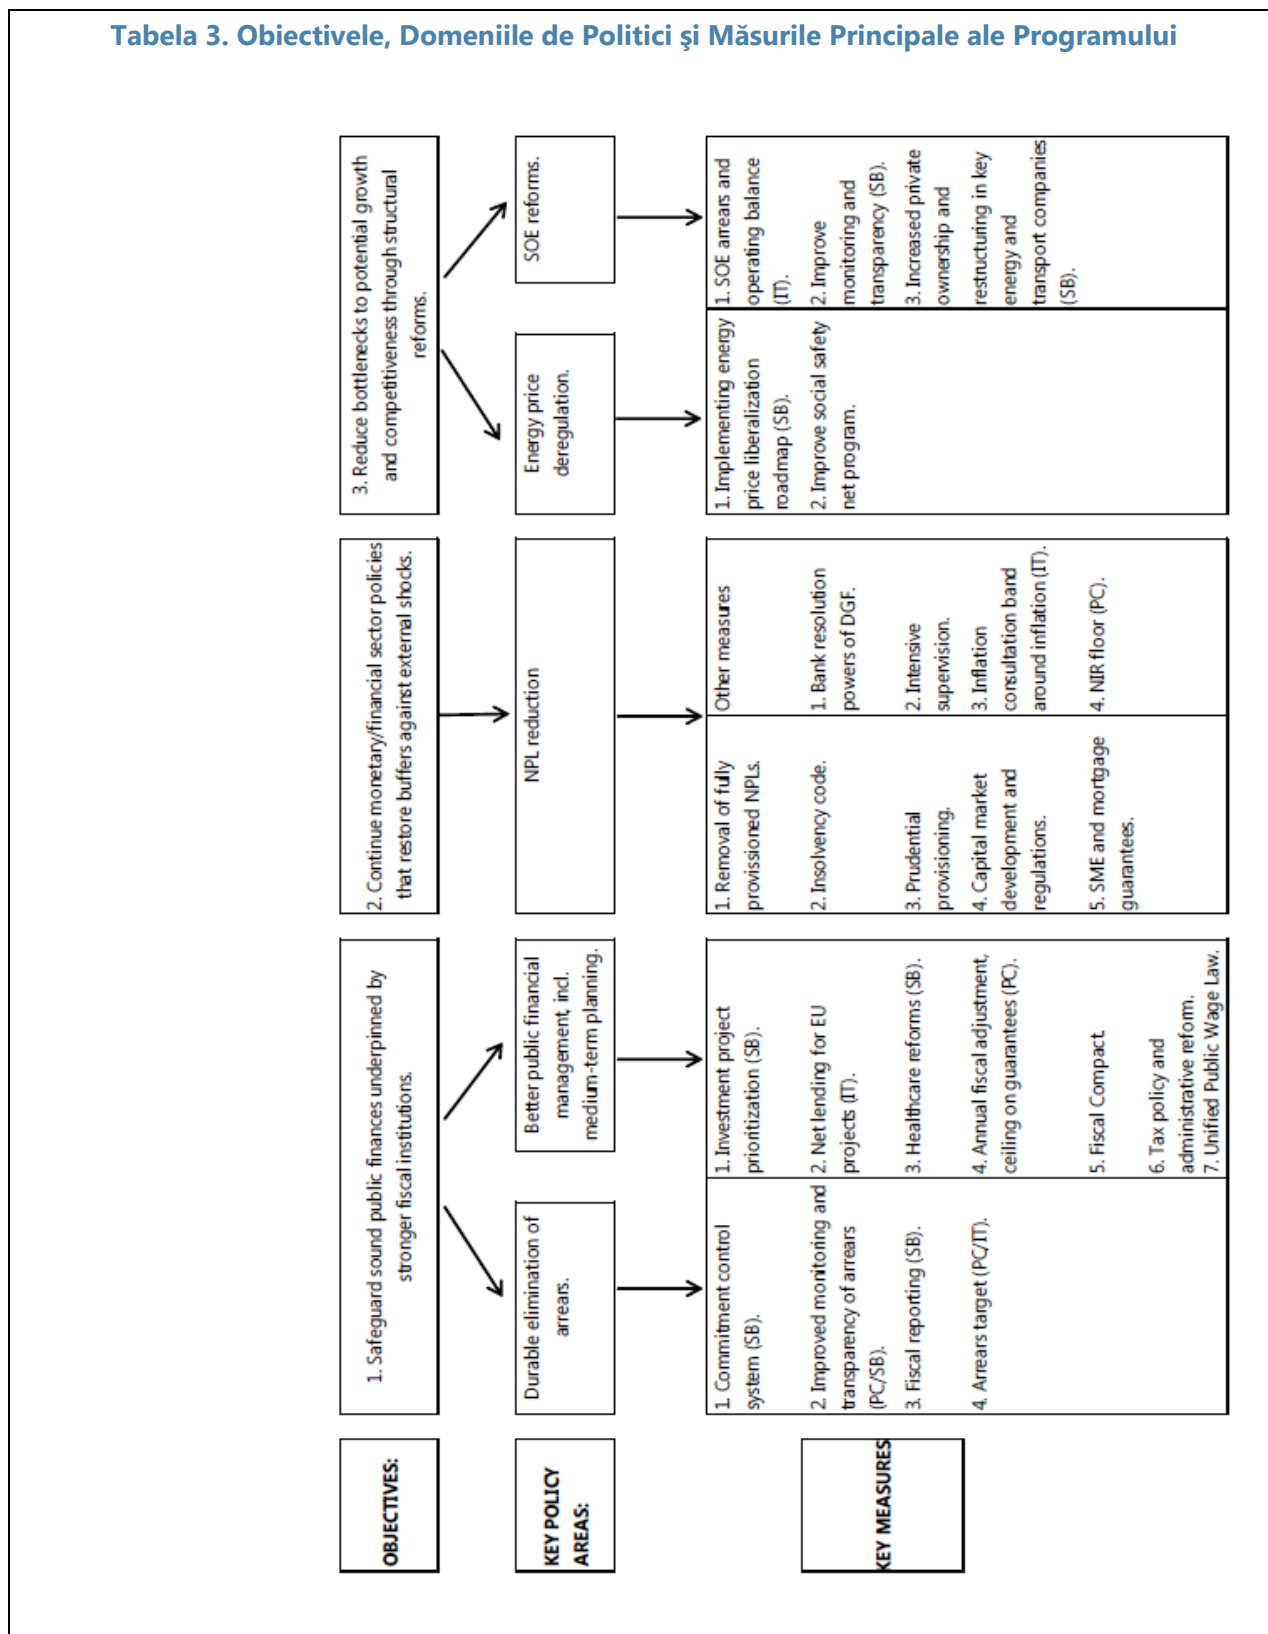 Tabela 3. Obiectivele, Domeniile de Politici şi Măsurile Principale ale Programului
OBJECTIVES:
1. Safeguard sound public finances underpinned by
stronger fiscal institutions.
2. Continue monetary/financial sector policies
that restore buffers against external shocks.
3. Reduce bottlenecks to potential growth
and competitiveness through structural
reforms.
KEY POLICY
AREAS:
Durable elimination of
arrears.
Better public financial
management, incl.
medium-term planning.
NPL reduction
Energy price
deregulation.
SOE reforms.
KEY MEASURES
1. Commitment control
system (SB).
2. Improved monitoring and
transparency of arrears
(PC/SB).
3. Fiscal reporting (SB).
4. Arrears target (PC/IT).
1. Investment project
prioritization (SB).
2. Net lending for EU
projects (IT).
3. Healthcare reforms (SB).
4. Annual fiscal adjustment,
ceiling on guarantees (PC).
5. Fiscal Compact.
6. Tax policy and
administrative reform.
7. Unified Public Wage Law.
1. Removal of fully
provissioned NPLs.
2. Insolvency code.
3. Prudential
provisioning.
4. Capital market
development and
regulations.
5. SME and mortgage
guarantees.
Other measures
1. Bank resolution
powers of DGF.
2. Intensive
supervision.
3. Inflation
consultation band
around inflation (IT).
4. NIR floor (PC).
1. Implementing energy
price liberalization
roadmap (SB).
2. Improve social safety
net program.
1. SOE arrears and
operating balance
(IT).
2. Improve
monitoring and
transparency (SB).
3. Increased private
ownership and
restructuring in key
energy and
transport companies
(SB).